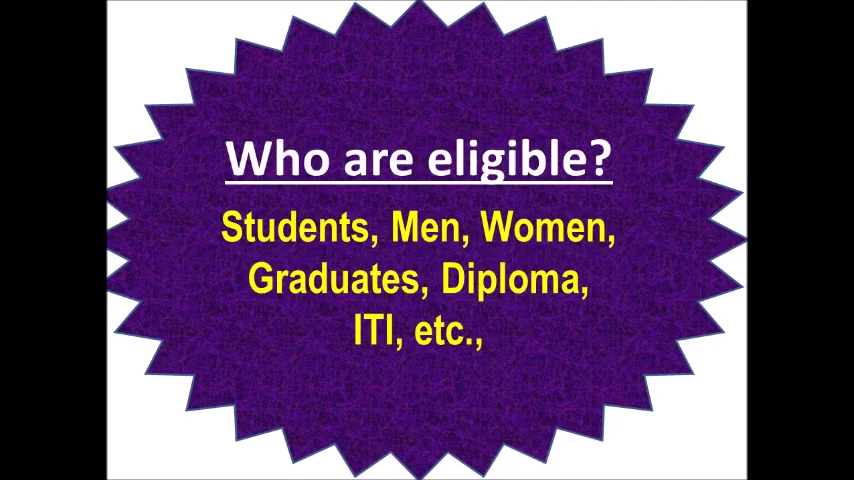 Who are eligible?
Students, Men, Women,
Graduates, Diploma,
ITI, etc.,